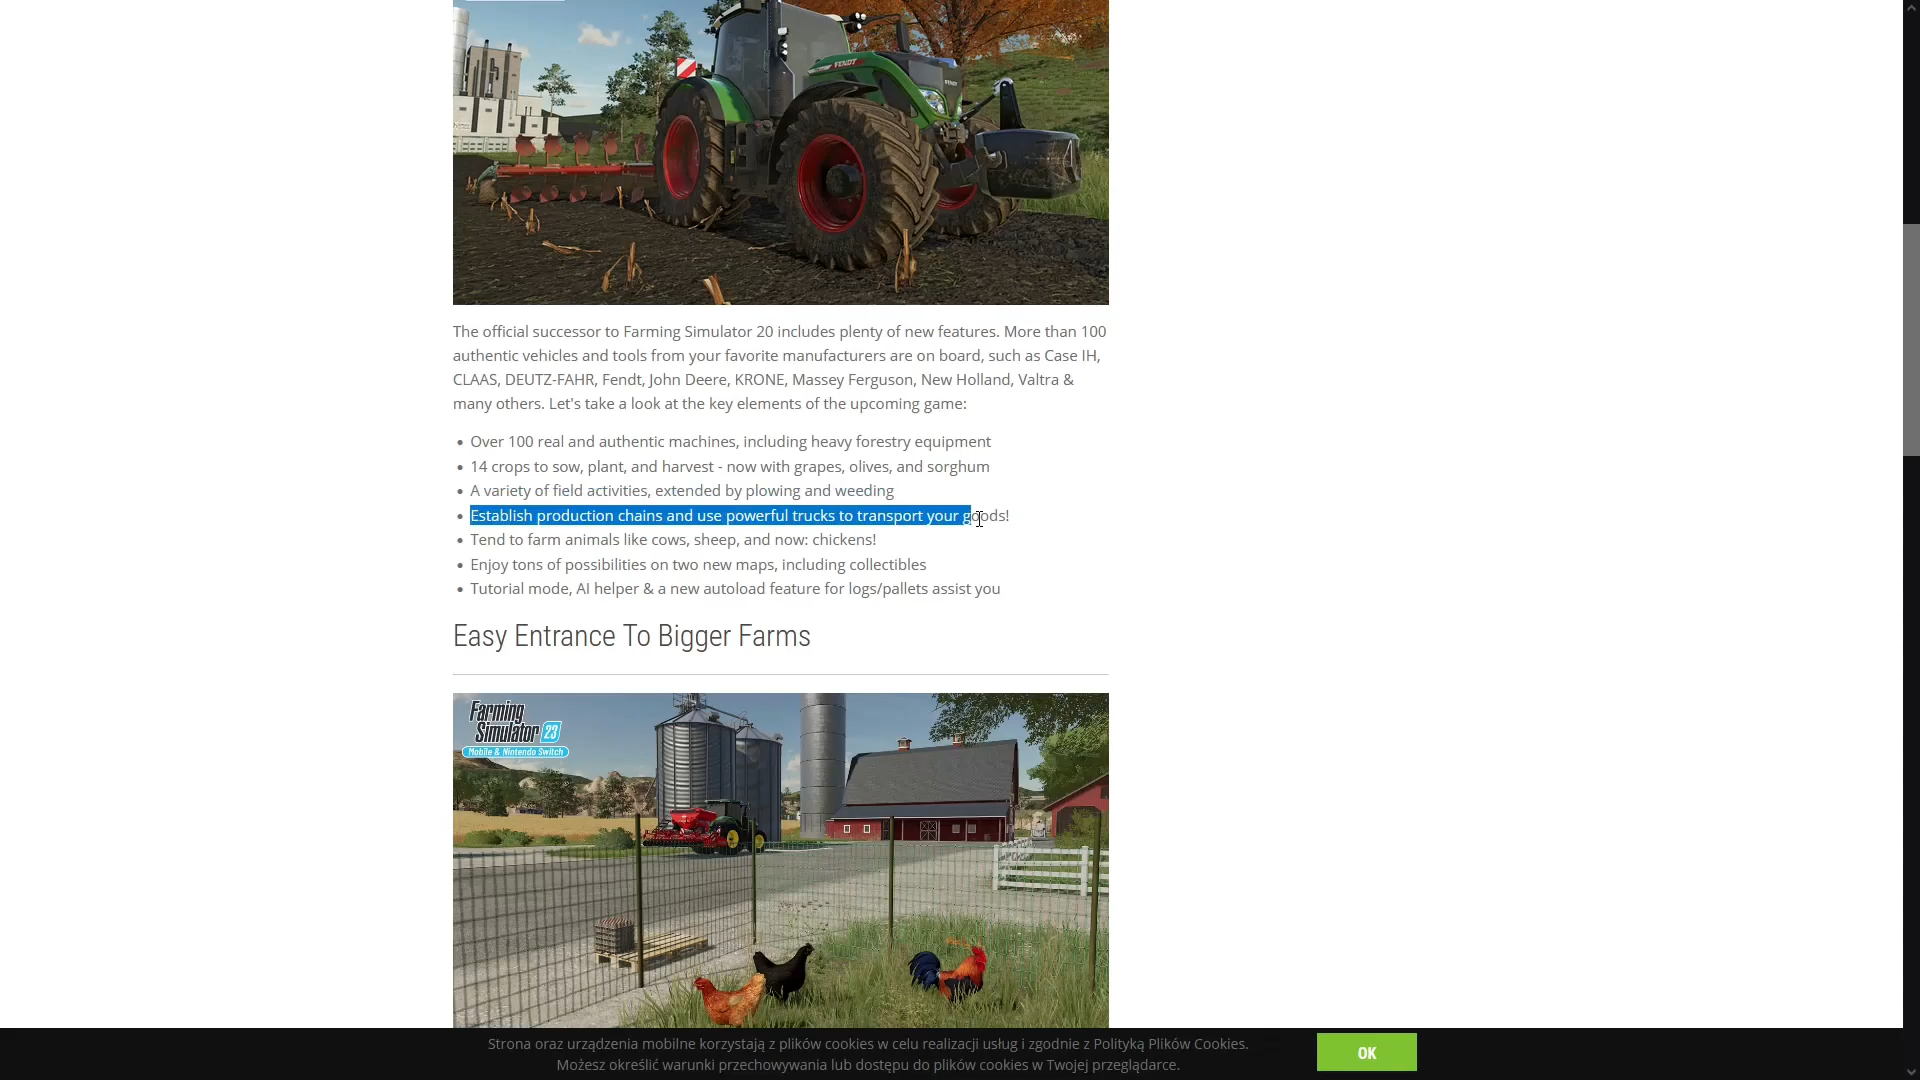 FENDT
FENDT
The official successor to Farming Simulator 20 includes plenty of new features. More than 100
authentic vehicles and tools from your favorite manufacturers are on board, such as Case IH,
CLAAS, DEUTZ-FAHR, Fendt, John Deere, KRONE, Massey Ferguson, New Holland, Valtra &
many others. Let's take a look at the key elements of the upcoming game:
• Over 100 real and authentic machines, including heavy forestry equipment
• 14 crops to sow, plant, and harvest - now with grapes, olives, and sorghum
• A variety of field activities, extended by plowing and weeding
• Establish production chains and use powerful trucks to transport your goods!
• Tend to farm animals like cows, sheep, and now: chickens!
• Enjoy tons of possibilities on two new maps, including collectibles
• Tutorial mode, AI helper & a new autoload feature for logs/pallets assist you
Easy Entrance To Bigger Farms
Farming
Simulator 23
Mobile & Nintendo Switch
Strona oraz urządzenia mobilne korzystają z plików cookies w celu realizacji usług i zgodnie z Polityką Plików Cookies.
Możesz określić warunki przechowywania lub dostępu do plików cookies w Twojej przeglądarce.
OK